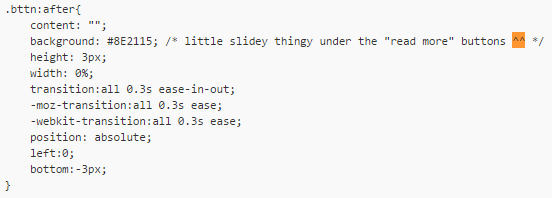 .bttn:after{
    content: "";
    background: #8E2115; /* little slidey thingy under the "read more" buttons ^^ */
    height: 3px;
    width: 0%;
    transition:all 0.3s ease-in-out;
    -moz-transition:all 0.3s ease;
    -webkit-transition:all 0.3s ease;
    position: absolute;
    left:0;
    bottom:-3px;
}